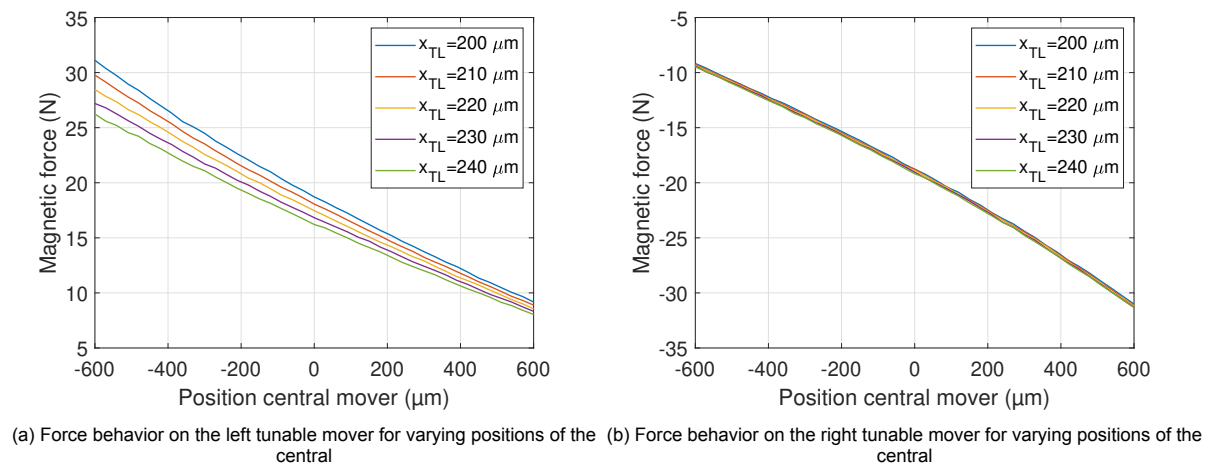 35
30
25
20
15
10
5
-600
-400
-200
0
200
400
600
Magnetic force (N)
Position central mover (μm)
x_TL=200 μm
x_TL=210 μm
x_TL=220 μm
x_TL=230 μm
x_TL=240 μm
-5
-10
-15
-20
-25
-30
-35
-600
-400
-200
0
200
400
600
Magnetic force (N)
Position central mover (μm)
x_TL=200 μm
x_TL=210 μm
x_TL=220 μm
x_TL=230 μm
x_TL=240 μm
(a) Force behavior on the left tunable mover for varying positions of the
central
(b) Force behavior on the right tunable mover for varying positions of the
central